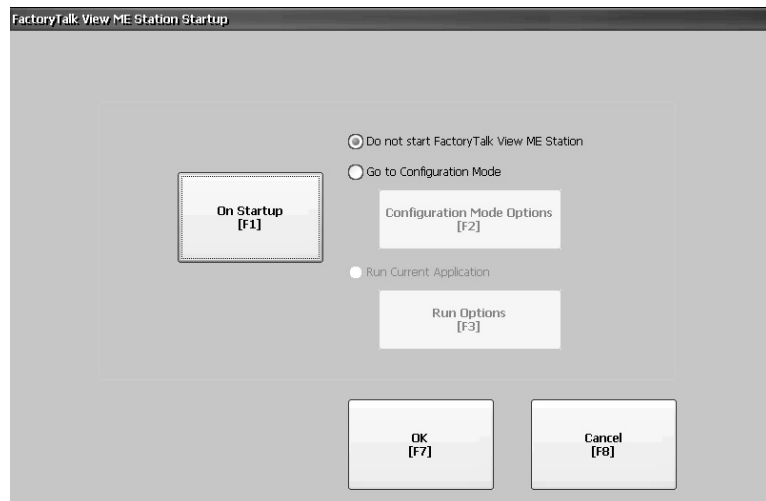 FactoryTalk View ME Station Startup
Do not start FactoryTalk View ME Station
Go to Configuration Mode
On Startup
[F1]
Configuration Mode Options
[F2]
Run Current Application
Run Options
[F3]
OK
[F7]
Cancel
[F8]